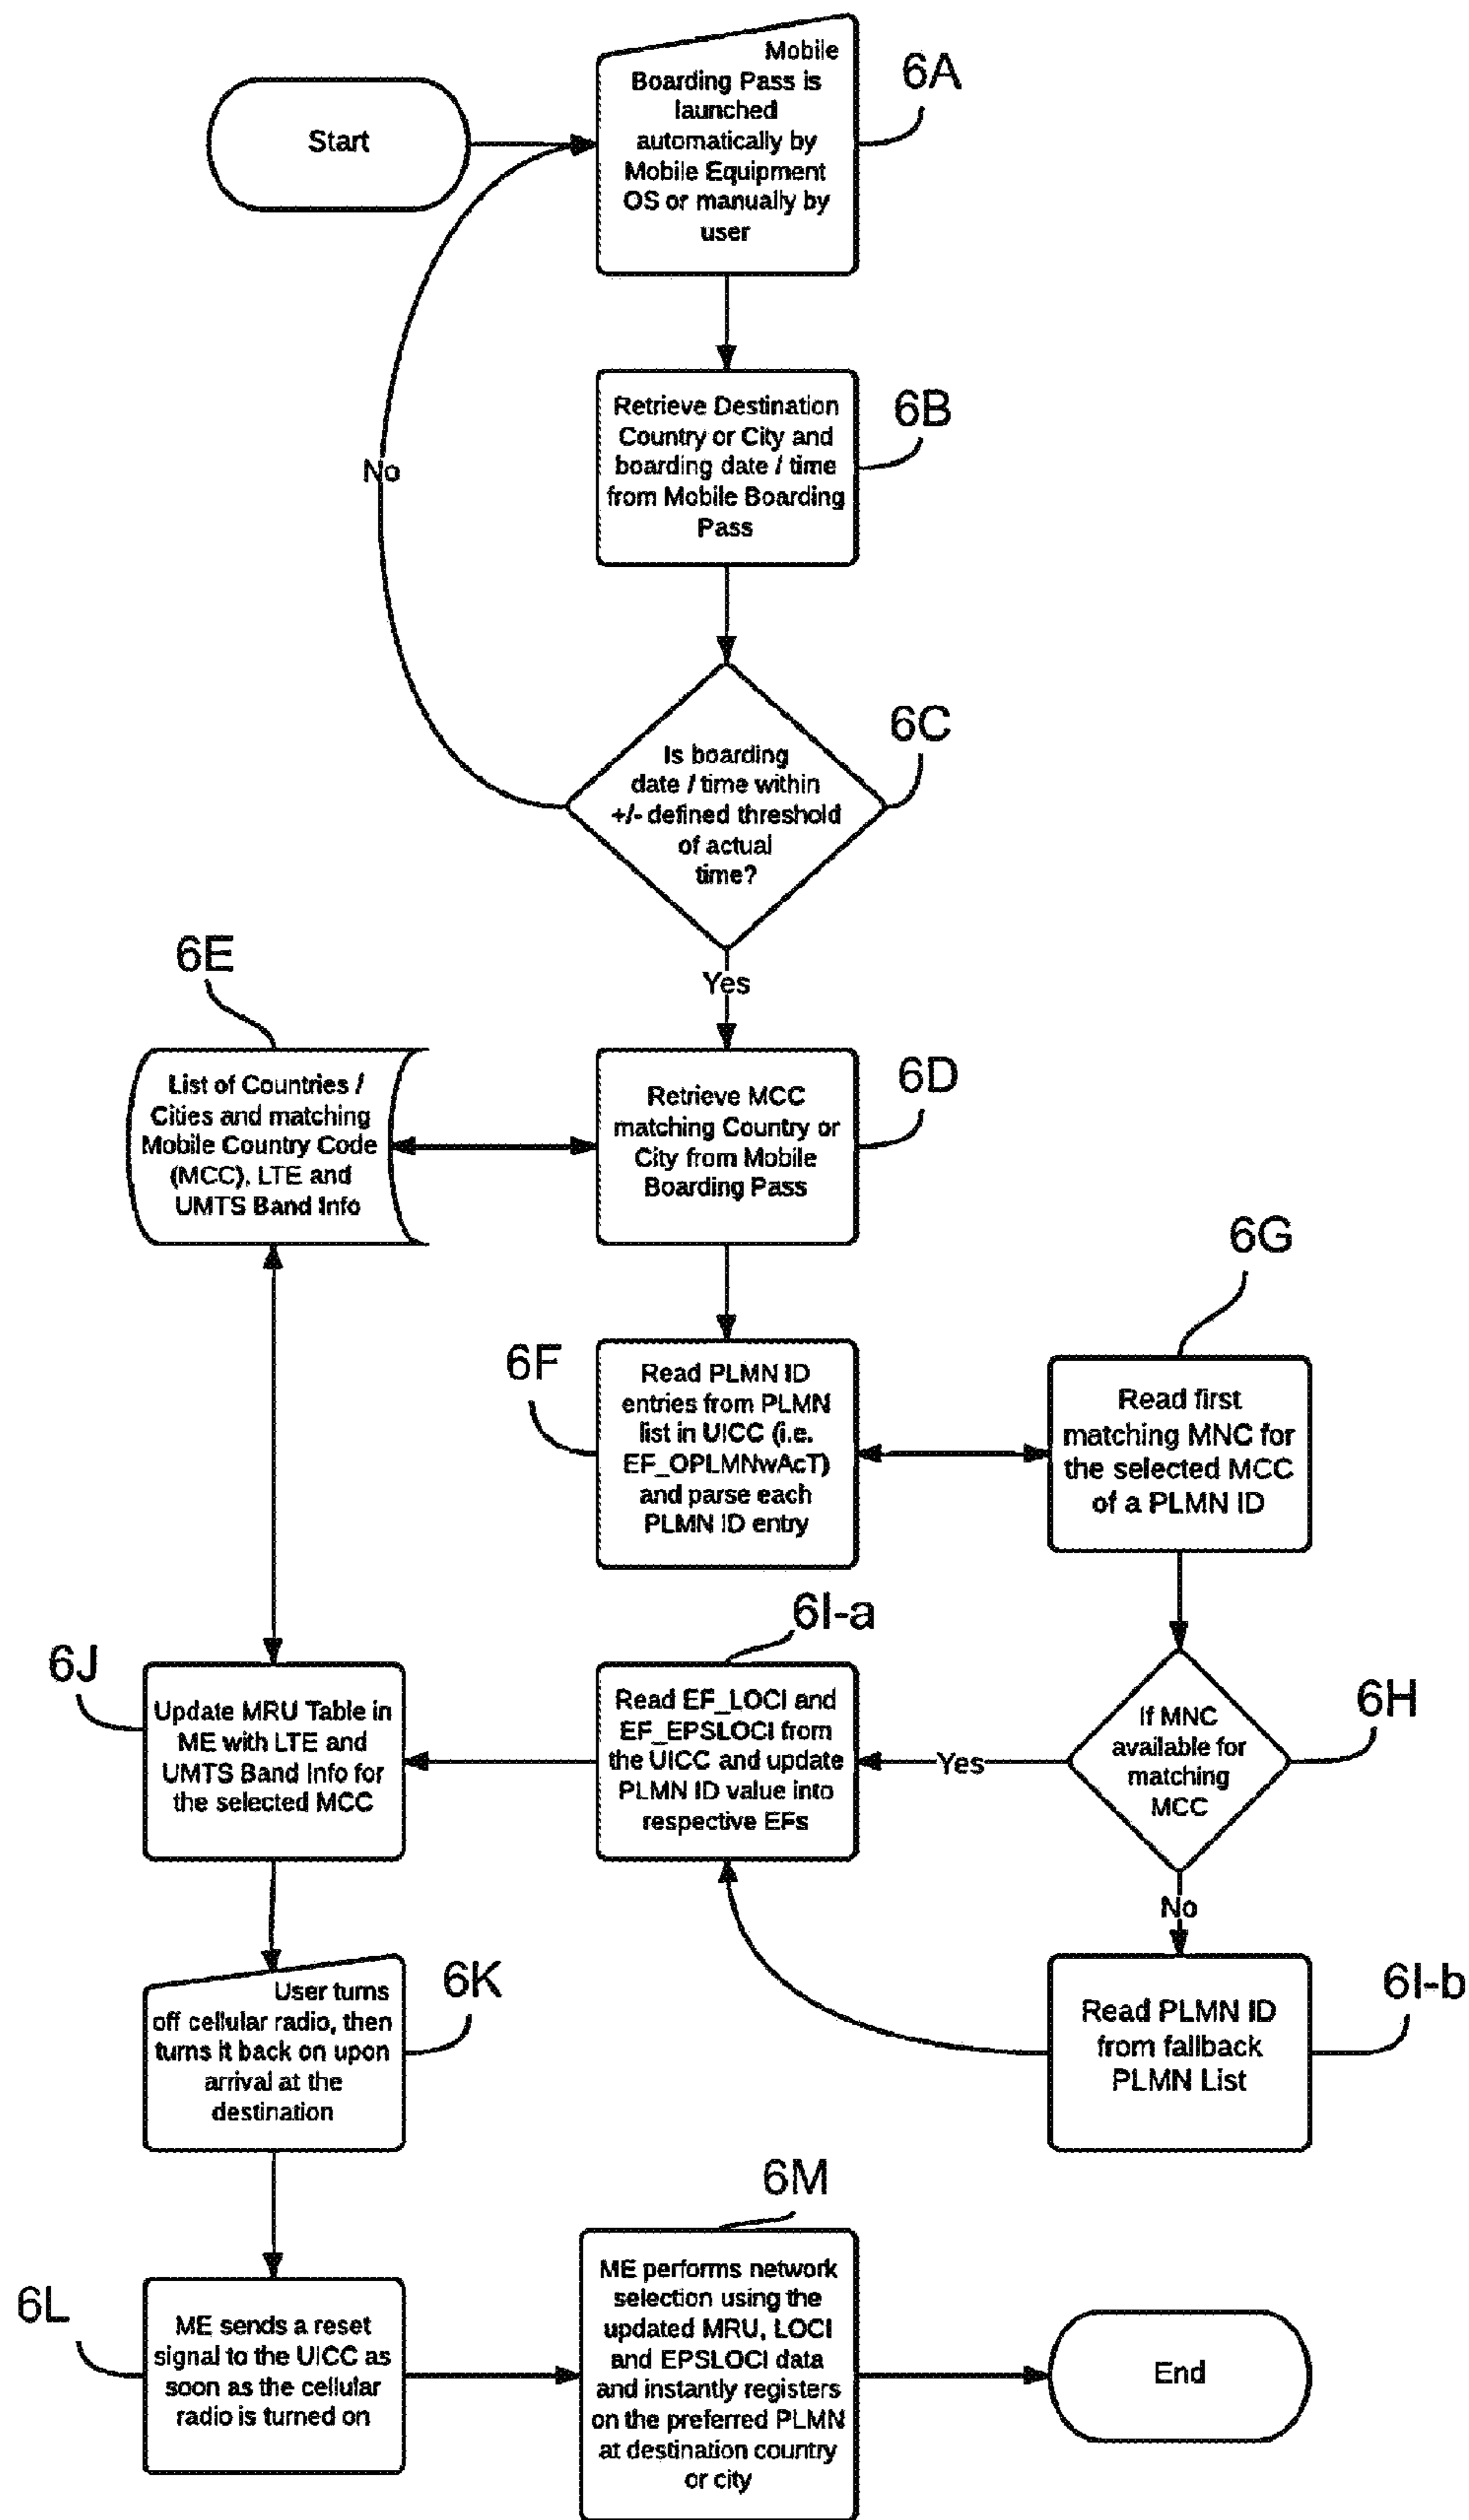 Start
Mobile
Boarding Pass is
launched
automatically by
Mobile Equipment
OS or manually by
user
6A
Retrieve Destination
Country or City and
boarding date / time
from Mobile Boarding
Pass
6B
No
Is boarding
date / time within
+/- defined threshold
of actual
time?
6C
Yes
6E
List of Countries /
Cities and matching
Mobile Country Code
(MCC), LTE and
UMTS Band Info
Retrieve MCC
matching Country or
City from Mobile
Boarding Pass
6D
6F
Read PLMN ID
entries from PLMN
list in UICC (i.e.
EF_OPLMNwAcT)
and parse each
PLMN ID entry
6G
Read first
matching MNC for
the selected MCC
of a PLMN ID
6H
If MNC
available for
matching
MCC
Yes
6I-a
Read EF_LOCI and
EF_EPSLOCI from
the UICC and update
PLMN ID value into
respective EFs
No
6I-b
Read PLMN ID
from fallback
PLMN List
6J
Update MRU Table in
ME with LTE and
UMTS Band Info for
the selected MCC
6K
User turns
off cellular radio, then
turns it back on upon
arrival at the
destination
6L
ME sends a reset
signal to the UICC as
soon as the cellular
radio is turned on
6M
ME performs network
selection using the
updated MRU, LOCI
and EPSLOCI data
and instantly registers
on the preferred PLMN
at destination country
or city
End